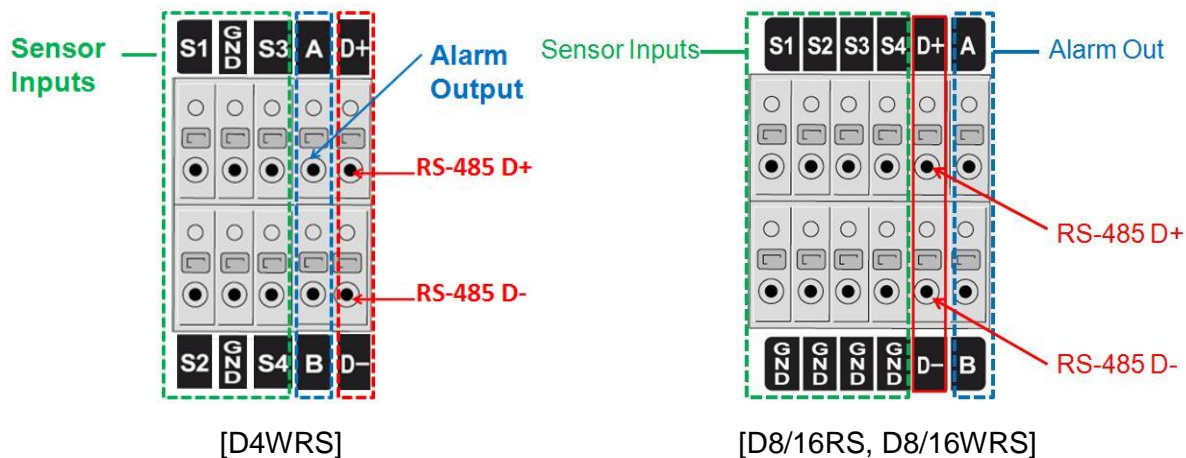 Sensor
Inputs
S1 GND S3 A D+
Alarm
Output
RS-485 D+
RS-485 D-
S2 GND S4 B D−
[D4WRS]
Sensor Inputs
S1 S2 S3 S4 D+ A
Alarm Out
RS-485 D+
RS-485 D-
GND GND GND GND D− B
[D8/16RS, D8/16WRS]